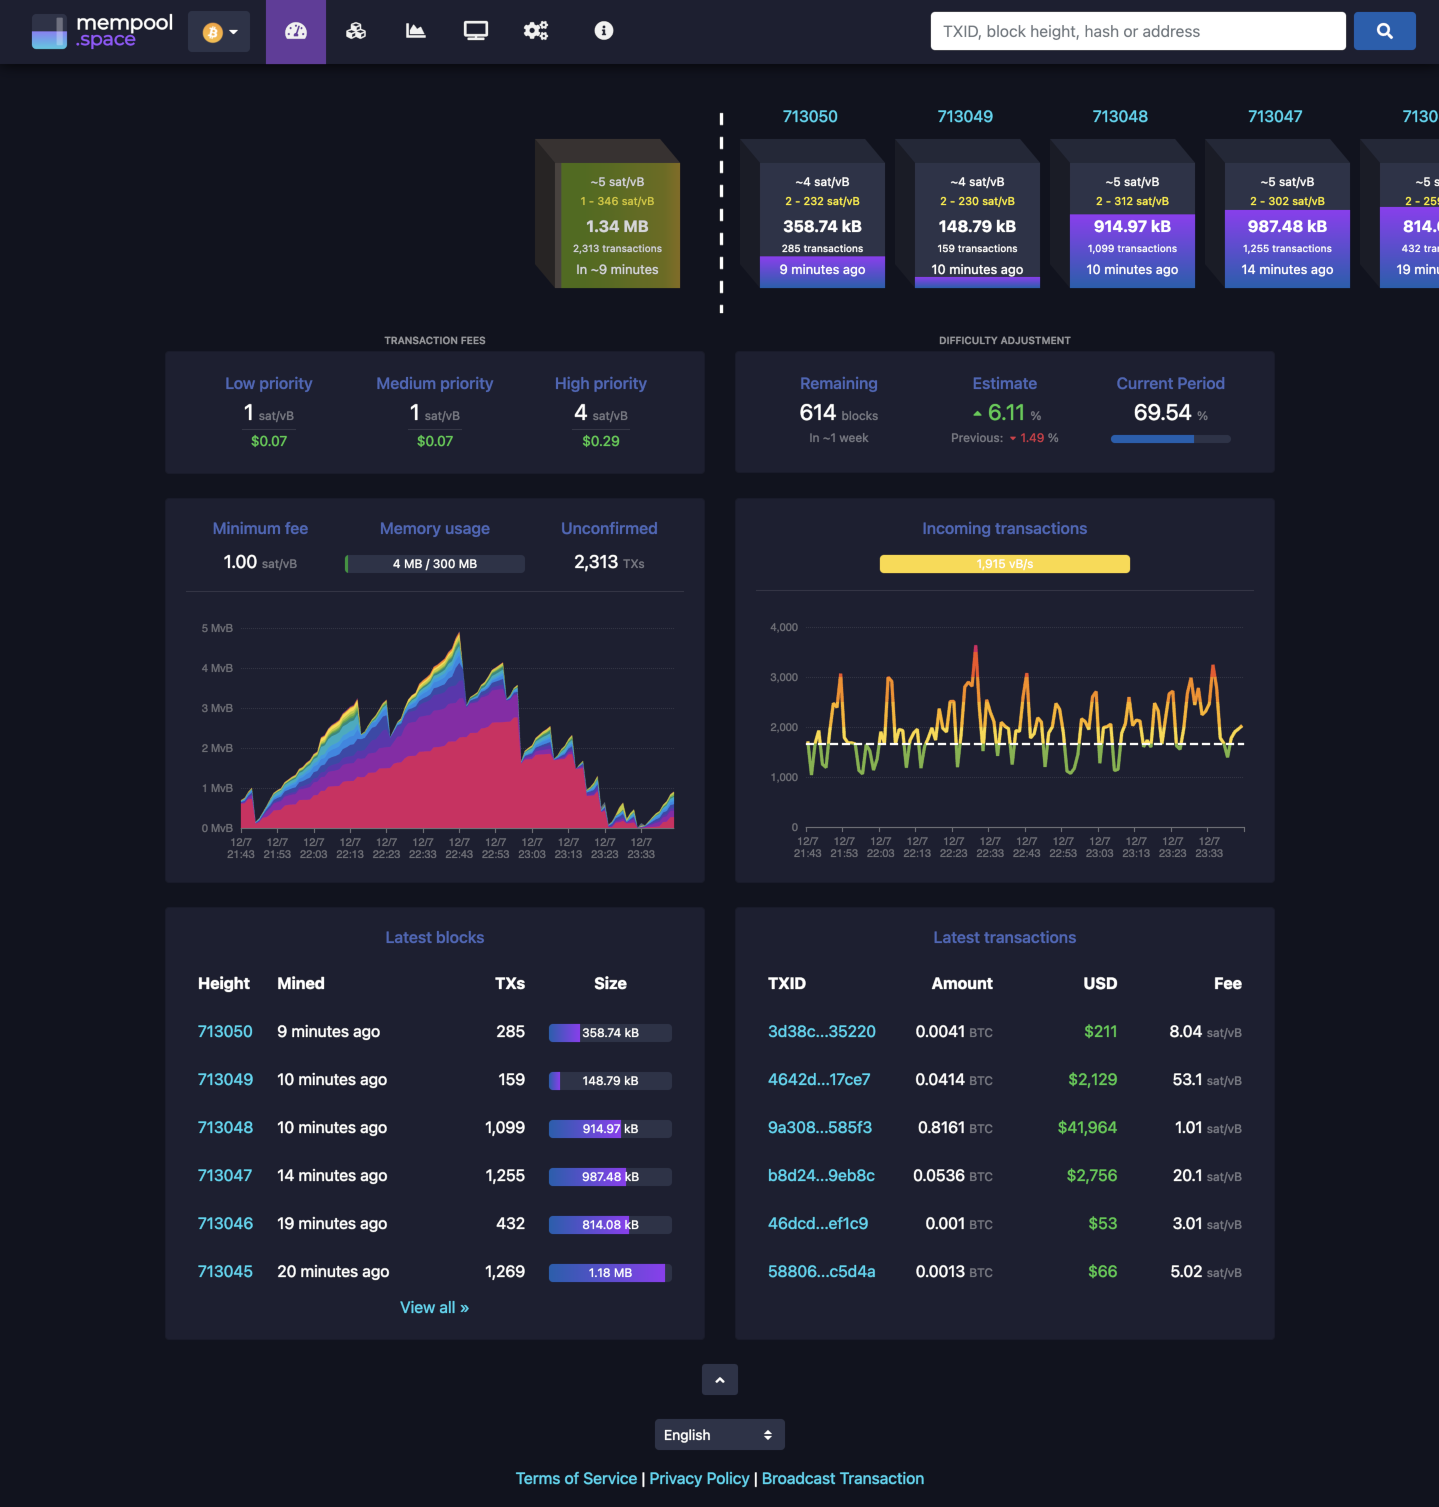 mempool
.space
TXID, block height, hash or address
713050
713049
713048
713047
7130
~5 sat/vB
1 - 346 sat/vB
1.34 MB
2,313 transactions
In ~9 minutes
~4 sat/vB
2 - 232 sat/vB
358.74 kB
285 transactions
9 minutes ago
~4 sat/vB
2 - 230 sat/vB
148.79 kB
159 transactions
10 minutes ago
~5 sat/vB
2 - 312 sat/vB
914.97 kB
1,099 transactions
10 minutes ago
~5 sat/vB
2 - 302 sat/vB
987.48 kB
1,255 transactions
14 minutes ago
~5 s
2 - 259
814.
432 tra
19 min
TRANSACTION FEES
Low priority Medium priority High priority
1 sat/vB 1 sat/vB 4 sat/vB
$0.07 $0.07 $0.29
DIFFICULTY ADJUSTMENT
Remaining Estimate Current Period
614 blocks 6.11 % 69.54 %
In ~1 week Previous: 1.49 %
Minimum fee Memory usage Unconfirmed
1.00 sat/vB 4 MB / 300 MB 2,313 TXs
5 MvB
4 MvB
3 MvB
2 MvB
1 MvB
0 MvB
12/7 12/7 12/7 12/7 12/7 12/7 12/7 12/7 12/7 12/7 12/7 12/7
21:43 21:53 22:03 22:13 22:23 22:33 22:43 22:53 23:03 23:13 23:23 23:33
Incoming transactions
1,915 vB/s
4,000
3,000
2,000
1,000
0
12/7 12/7 12/7 12/7 12/7 12/7 12/7 12/7 12/7 12/7 12/7 12/7
21:43 21:53 22:03 22:13 22:23 22:33 22:43 22:53 23:03 23:13 23:23 23:33
Latest blocks
Height Mined TXs Size
713050 9 minutes ago 285 358.74 kB
713049 10 minutes ago 159 148.79 kB
713048 10 minutes ago 1,099 914.97 kB
713047 14 minutes ago 1,255 987.48 kB
713046 19 minutes ago 432 814.08 kB
713045 20 minutes ago 1,269 1.18 MB
View all »
Latest transactions
TXID Amount USD Fee
3d38c...35220 0.0041 BTC $211 8.04 sat/vB
4642d...17ce7 0.0414 BTC $2,129 53.1 sat/vB
9a308...585f3 0.8161 BTC $41,964 1.01 sat/vB
b8d24...9eb8c 0.0536 BTC $2,756 20.1 sat/vB
46dcd...ef1c9 0.001 BTC $53 3.01 sat/vB
58806...c5d4a 0.0013 BTC $66 5.02 sat/vB
English
Terms of Service | Privacy Policy | Broadcast Transaction